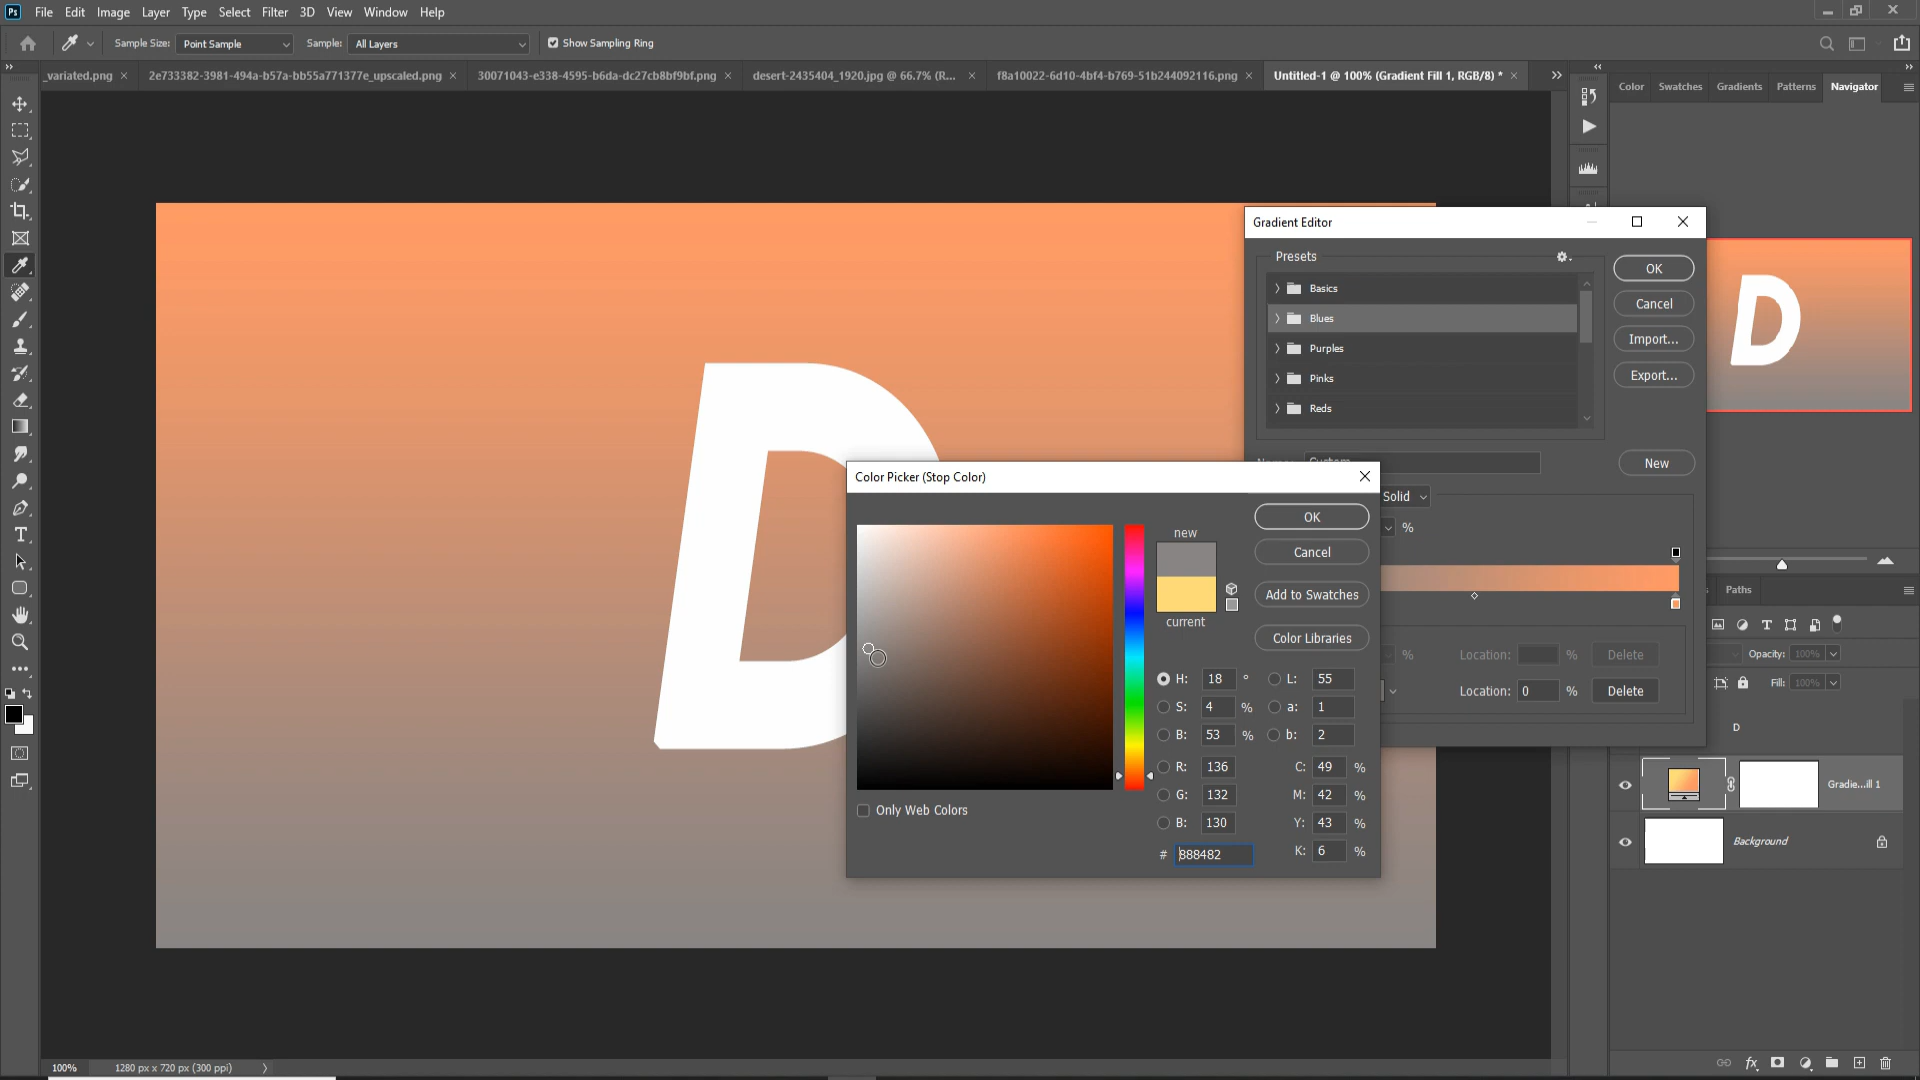 Ps File Edit Image Layer Type Select Filter 3D View Window Help
Sample Size: Point Sample Sample: All Layers Show Sampling Ring
_variated.png × 2e733382-3981-494a-b57a-bb55a771377e_upscaled.png × 30071043-e338-4595-b6da-dc27cb8bf9bf.png × desert-2435404_1920.jpg @ 66.7% (R... × f8a10022-6d10-4bf4-b769-51b244092116.png × Untitled-1 @ 100% (Gradient Fill 1, RGB/8) * ×
Color Swatches Gradients Patterns Navigator
D
Gradient Editor
Presets
Basics
Blues
Purples
Pinks
Reds
OK
Cancel
Import...
Export...
Custom
New
Solid
%
% Location: % Delete
Location: 0 % Delete
Color Picker (Stop Color)
new
current
OK
Cancel
Add to Swatches
Color Libraries
H: 18 ° L: 55
S: 4 % a: 1
B: 53 % b: 2
R: 136 C: 49 %
G: 132 M: 42 %
B: 130 Y: 43 %
# 888482 K: 6 %
Only Web Colors
D
Paths
Opacity: 100%
Fill: 100%
D
Gradie...ill 1
Background
100% 1280 px x 720 px (300 ppi)